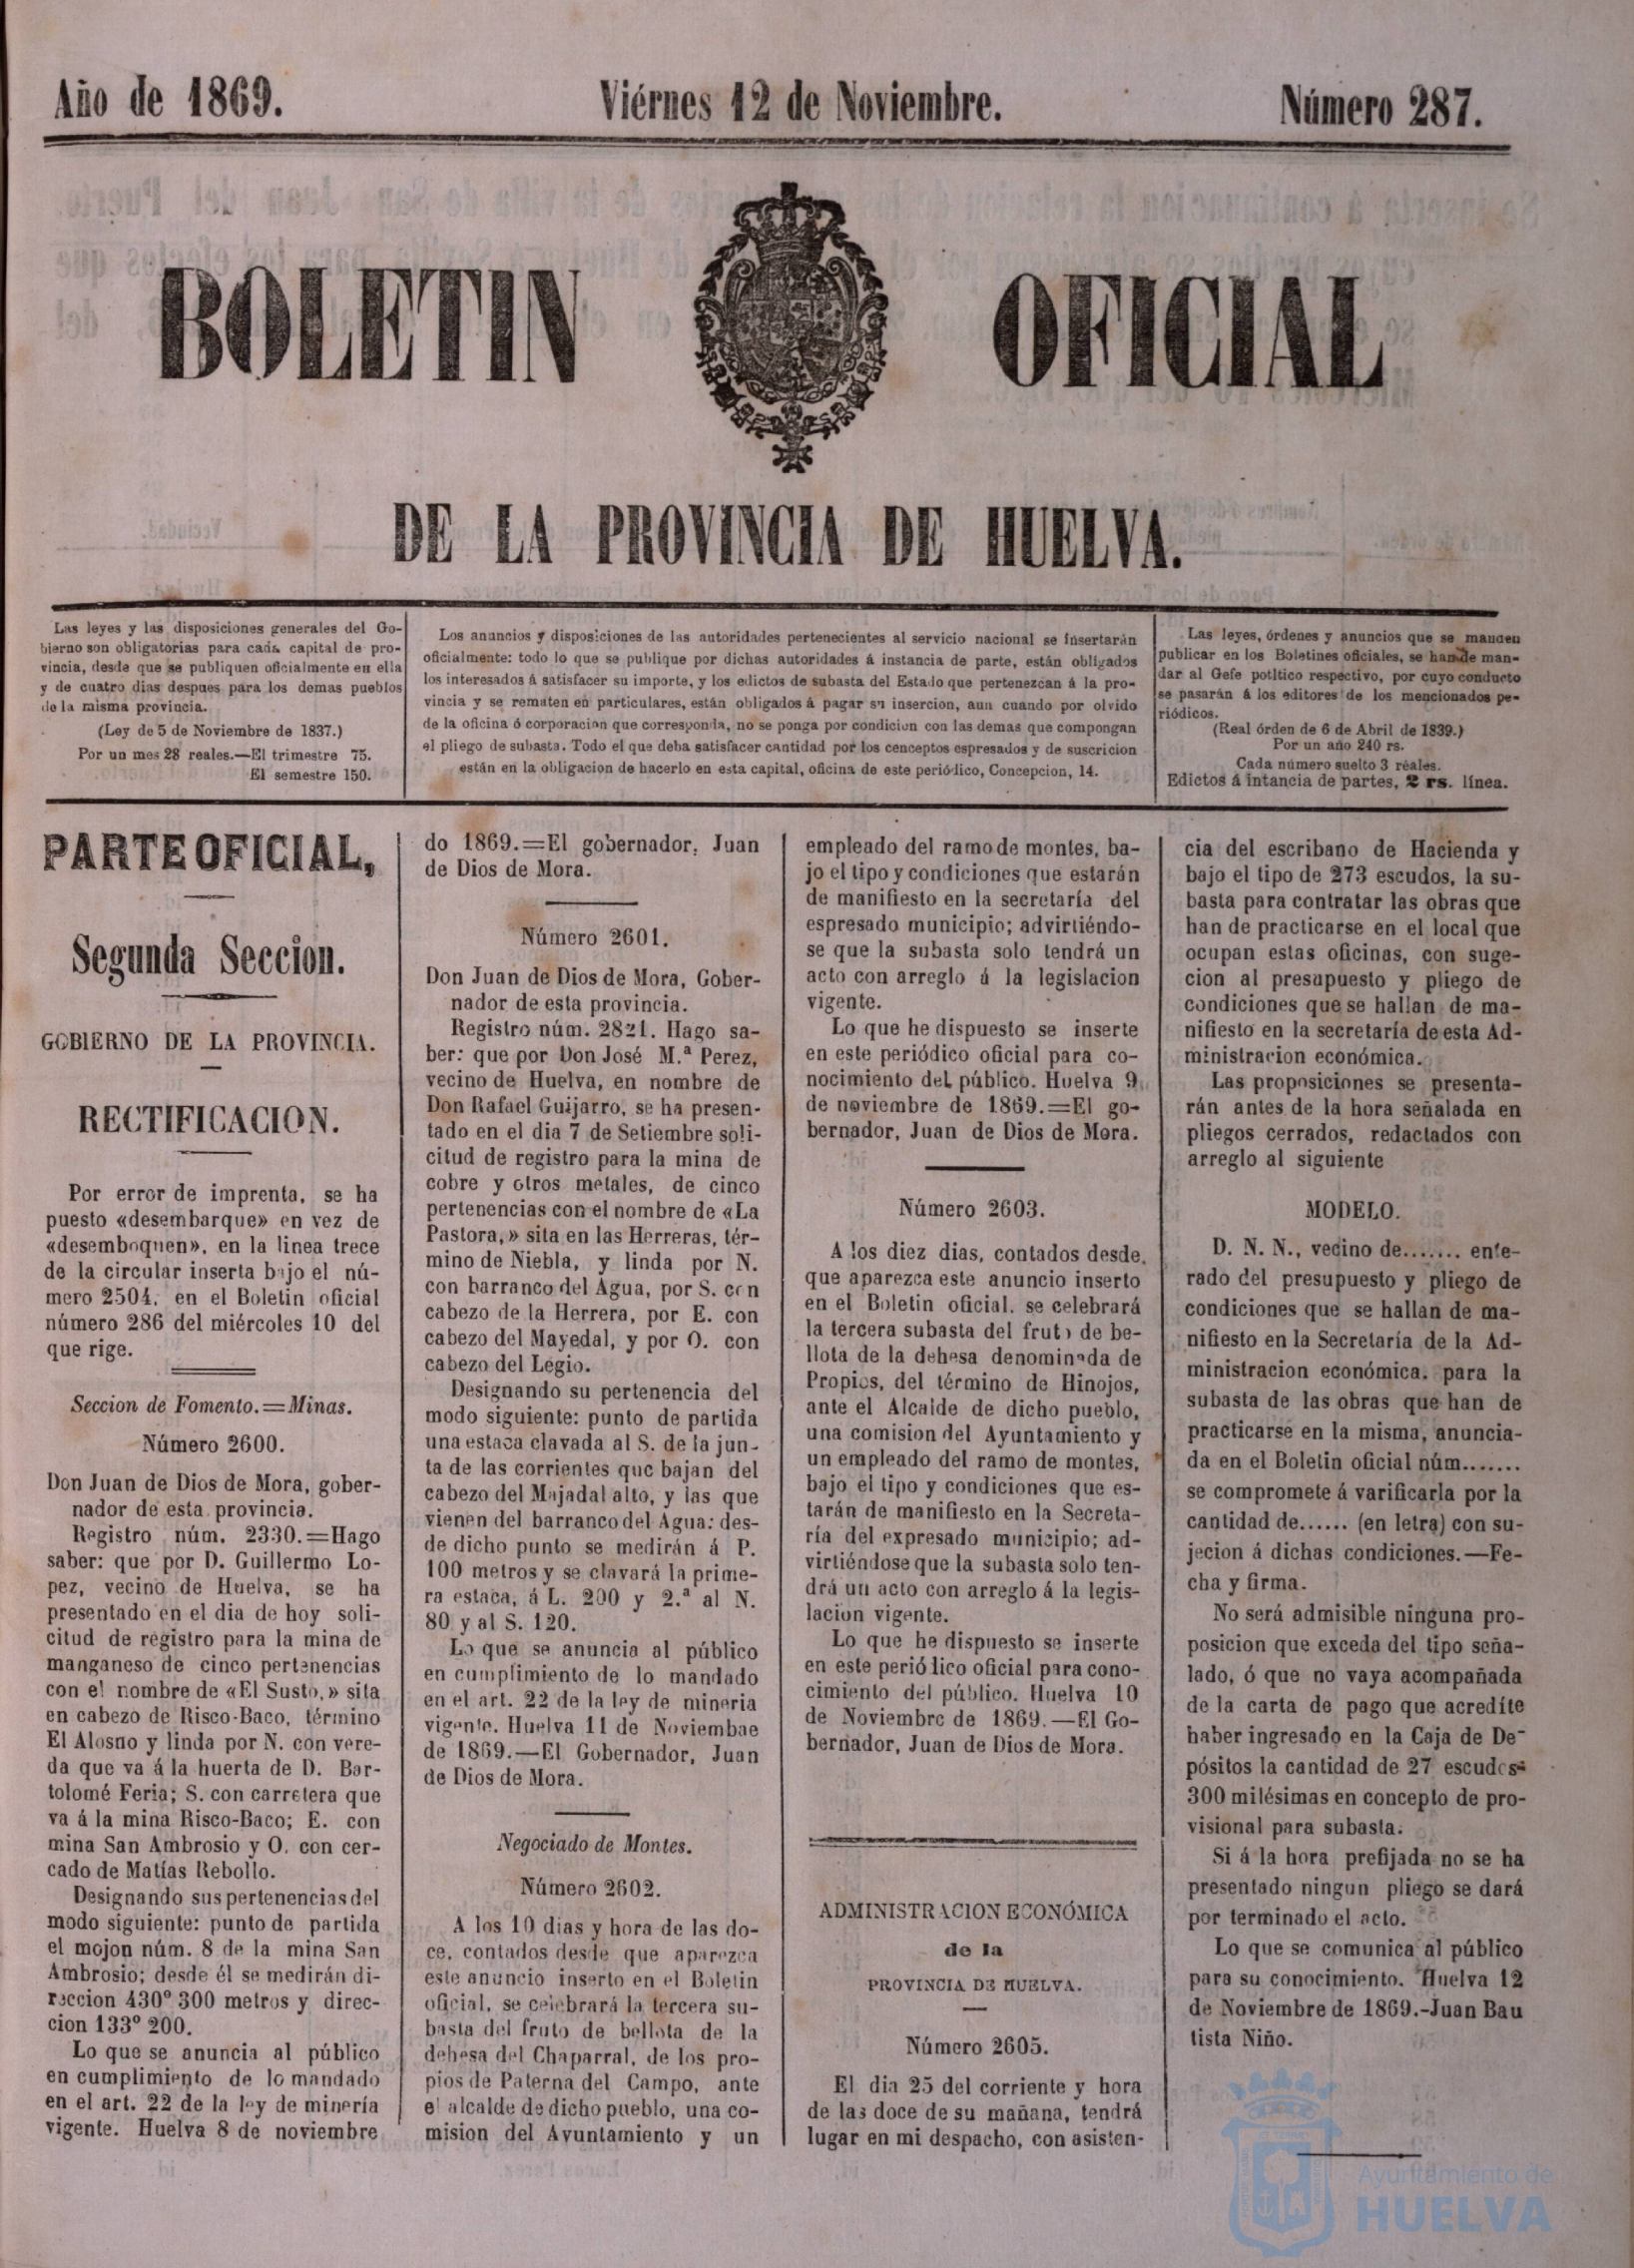 Año de 1869.
Viérnes 12 de Noviembre.
Número 287.
BOLETIN OFICIAL
DE LA PROVINCIA DE HUELVA.
Las leyes y las disposiciones generales del Go-
bierno son obligatorias para cada capital de pro-
vincia, desde que se publiquen oficialmente en ella
y de cuatro dias despues para los demas pueblos
de la misma provincia.
(Ley de 5 de Noviembre de 1837.)
Por un mes 28 reales.—El trimestre 75.
El semestre 150.
Los anuncios y disposiciones de las autoridades pertenecientes al servicio nacional se insertarán
oficialmente: todo lo que se publique por dichas autoridades á instancia de parte, están obligados
los interesados á satisfacer su importe, y los edictos de subasta del Estado que pertenezcan á la pro-
vincia y se rematen en particulares, están obligados á pagar su insercion, aun cuando por olvido
de la oficina ó corporacion que corresponda, no se ponga por condicion con las demas que compongan
el pliego de subasta. Todo el que deba satisfacer cantidad por los cenceptos espresados y de suscricion
están en la obligacion de hacerlo en esta capital, oficina de este periódico, Concepcion, 14.
Las leyes, órdenes y anuncios que se manden
publicar en los Boletines oficiales, se han de man-
dar al Gefe potltico respectivo, por cuyo conducto
se pasarán á los editores de los mencionados pe-
riódicos.
(Real órden de 6 de Abril de 1839.)
Por un año 240 rs.
Cada número suelto 3 reales.
Edictos á intancia de partes, 2 rs. línea.
PARTE OFICIAL,
Segunda Seccion.
GOBIERNO DE LA PROVINCIA.
RECTIFICACION.
Por error de imprenta, se ha
puesto «desembarque» en vez de
«desemboquen», en la linea trece
de la circular inserta bajo el nú-
mero 2504, en el Boletin oficial
número 286 del miércoles 10 del
que rige.
Seccion de Fomento.=Minas.
Número 2600.
Don Juan de Dios de Mora, gober-
nador de esta provincia.
Registro núm. 2330.=Hago
saber: que por D. Guillermo Lo-
pez, vecino de Huelva, se ha
presentado en el dia de hoy soli-
citud de registro para la mina de
manganeso de cinco pertenencias
con el nombre de «El Susto,» sita
en cabezo de Risco-Baco, término
El Alosno y linda por N. con vere-
da que va á la huerta de D. Bar-
tolomé Feria; S. con carretera que
va á la mina Risco-Baco; E. con
mina San Ambrosio y O. con cer-
cado de Matías Rebollo.
Designando sus pertenencias del
modo siguiente: punto de partida
el mojon núm. 8 de la mina San
Ambrosio; desde él se medirán di-
reccion 430° 300 metros y direc-
cion 133° 200.
Lo que se anuncia al público
en cumplimiento de lo mandado
en el art. 22 de la ley de minería
vigente. Huelva 8 de noviembre
do 1869.=El gobernador, Juan
de Dios de Mora.
Número 2601.
Don Juan de Dios de Mora, Gober-
nador de esta provincia.
Registro núm. 2821. Hago sa-
ber: que por Don José M.ª Perez,
vecino de Huelva, en nombre de
Don Rafael Guijarro, se ha presen-
tado en el dia 7 de Setiembre soli-
citud de registro para la mina de
cobre y otros metales, de cinco
pertenencias con el nombre de «La
Pastora,» sita en las Herreras, tér-
mino de Niebla, y linda por N.
con barranco del Agua, por S. con
cabezo de la Herrera, por E. con
cabezo del Mayedal, y por O. con
cabezo del Legio.
Designando su pertenencia del
modo siguiente: punto de partida
una estaca clavada al S. de la jun-
ta de las corrientes que bajan del
cabezo del Majadal alto, y las que
vienen del barranco del Agua: des-
de dicho punto se medirán á P.
100 metros y se clavará la prime-
ra estaca, á L. 200 y 2.ª al N.
80 y al S. 120.
Lo que se anuncia al público
en cumplimiento de lo mandado
en el art. 22 de la ley de mineria
vigente. Huelva 11 de Noviembae
de 1869.—El Gobernador, Juan
de Dios de Mora.
Negociado de Montes.
Número 2602.
A los 10 dias y hora de las do-
ce, contados desde que aparezca
este anuncio inserto en el Boletin
oficial, se celebrará la tercera su-
basta del fruto de bellota de la
dehesa del Chaparral, de los pro-
pios de Paterna del Campo, ante
el alcalde de dicho pueblo, una co-
mision del Ayuntamiento y un
empleado del ramo de montes, ba-
jo el tipo y condiciones que estarán
de manifiesto en la secretaría del
espresado municipio; advirtiéndo-
se que la subasta solo tendrá un
acto con arreglo á la legislacion
vigente.
Lo que he dispuesto se inserte
en este periódico oficial para co-
nocimiento del público. Huelva 9
de noviembre de 1869.=El go-
bernador, Juan de Dios de Mora.
Número 2603.
A los diez dias, contados desde
que aparezca este anuncio inserto
en el Boletin oficial. se celebrará
la tercera subasta del fruto de be-
llota de la dehesa denominada de
Propios, del término de Hinojos,
ante el Alcalde de dicho pueblo,
una comision del Ayuntamiento y
un empleado del ramo de montes,
bajo el tipo y condiciones que es-
tarán de manifiesto en la Secreta-
ría del expresado municipio; ad-
virtiéndose que la subasta solo ten-
drá un acto con arreglo á la legis-
lacion vigente.
Lo que he dispuesto se inserte
en este periódico oficial para cono-
cimiento del público. Huelva 10
de Noviembre de 1869.—El Go-
bernador, Juan de Dios de Mora.
ADMINISTRACION ECONÓMICA
de la
PROVINCIA DE HUELVA.
Número 2605.
El dia 25 del corriente y hora
de las doce de su mañana, tendrá
lugar en mi despacho, con asisten-
cia del escribano de Hacienda y
bajo el tipo de 273 escudos, la su-
basta para contratar las obras que
han de practicarse en el local que
ocupan estas oficinas, con suge-
cion al presupuesto y pliego de
condiciones que se hallan de ma-
nifiesto en la secretaría de esta Ad-
ministracion económica.
Las proposiciones se presenta-
rán antes de la hora señalada en
pliegos cerrados, redactados con
arreglo al siguiente
MODELO.
D. N. N., vecino de....... ente-
rado del presupuesto y pliego de
condiciones que se hallan de ma-
nifiesto en la Secretaría de la Ad-
ministracion económica. para la
subasta de las obras que han de
practicarse en la misma, anuncia-
da en el Boletin oficial núm.......
se compromete á varificarla por la
cantidad de...... (en letra) con su-
jecion á dichas condiciones.—Fe-
cha y firma.
No será admisible ninguna pro-
posicion que exceda del tipo seña-
lado, ó que no vaya acompañada
de la carta de pago que acredite
haber ingresado en la Caja de De-
pósitos la cantidad de 27 escudos
300 milésimas en concepto de pro-
visional para subasta.
Si á la hora prefijada no se ha
presentado ningun pliego se dará
por terminado el acto.
Lo que se comunica al público
para su conocimiento. Huelva 12
de Noviembre de 1869.-Juan Bau
tista Niño.
Ayuntamiento de
HUELVA